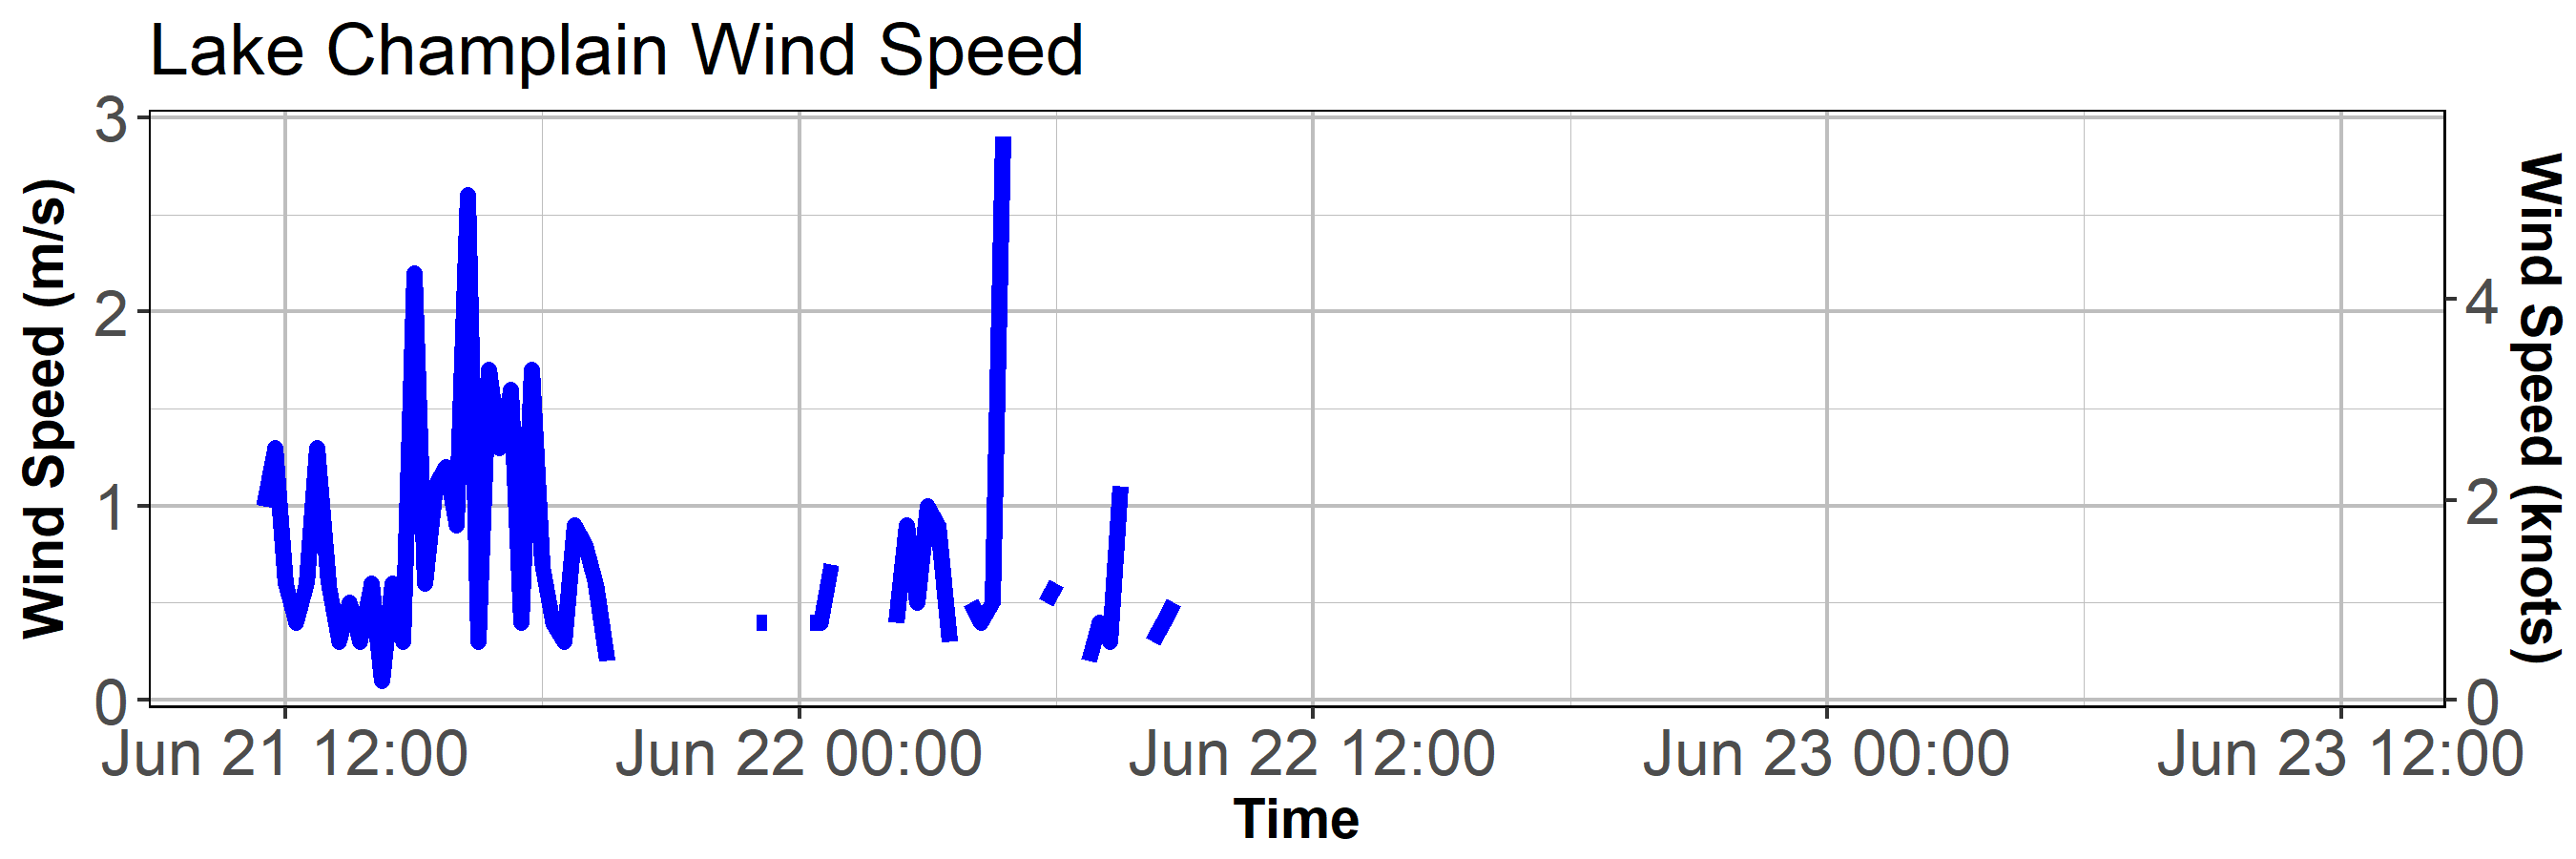 Lake Champlain Wind Speed
3
2
1
0
Wind Speed (m/s)
4
2
0
Wind Speed (knots)
Jun 21 12:00 Jun 22 00:00 Jun 22 12:00 Jun 23 00:00 Jun 23 12:00
Time